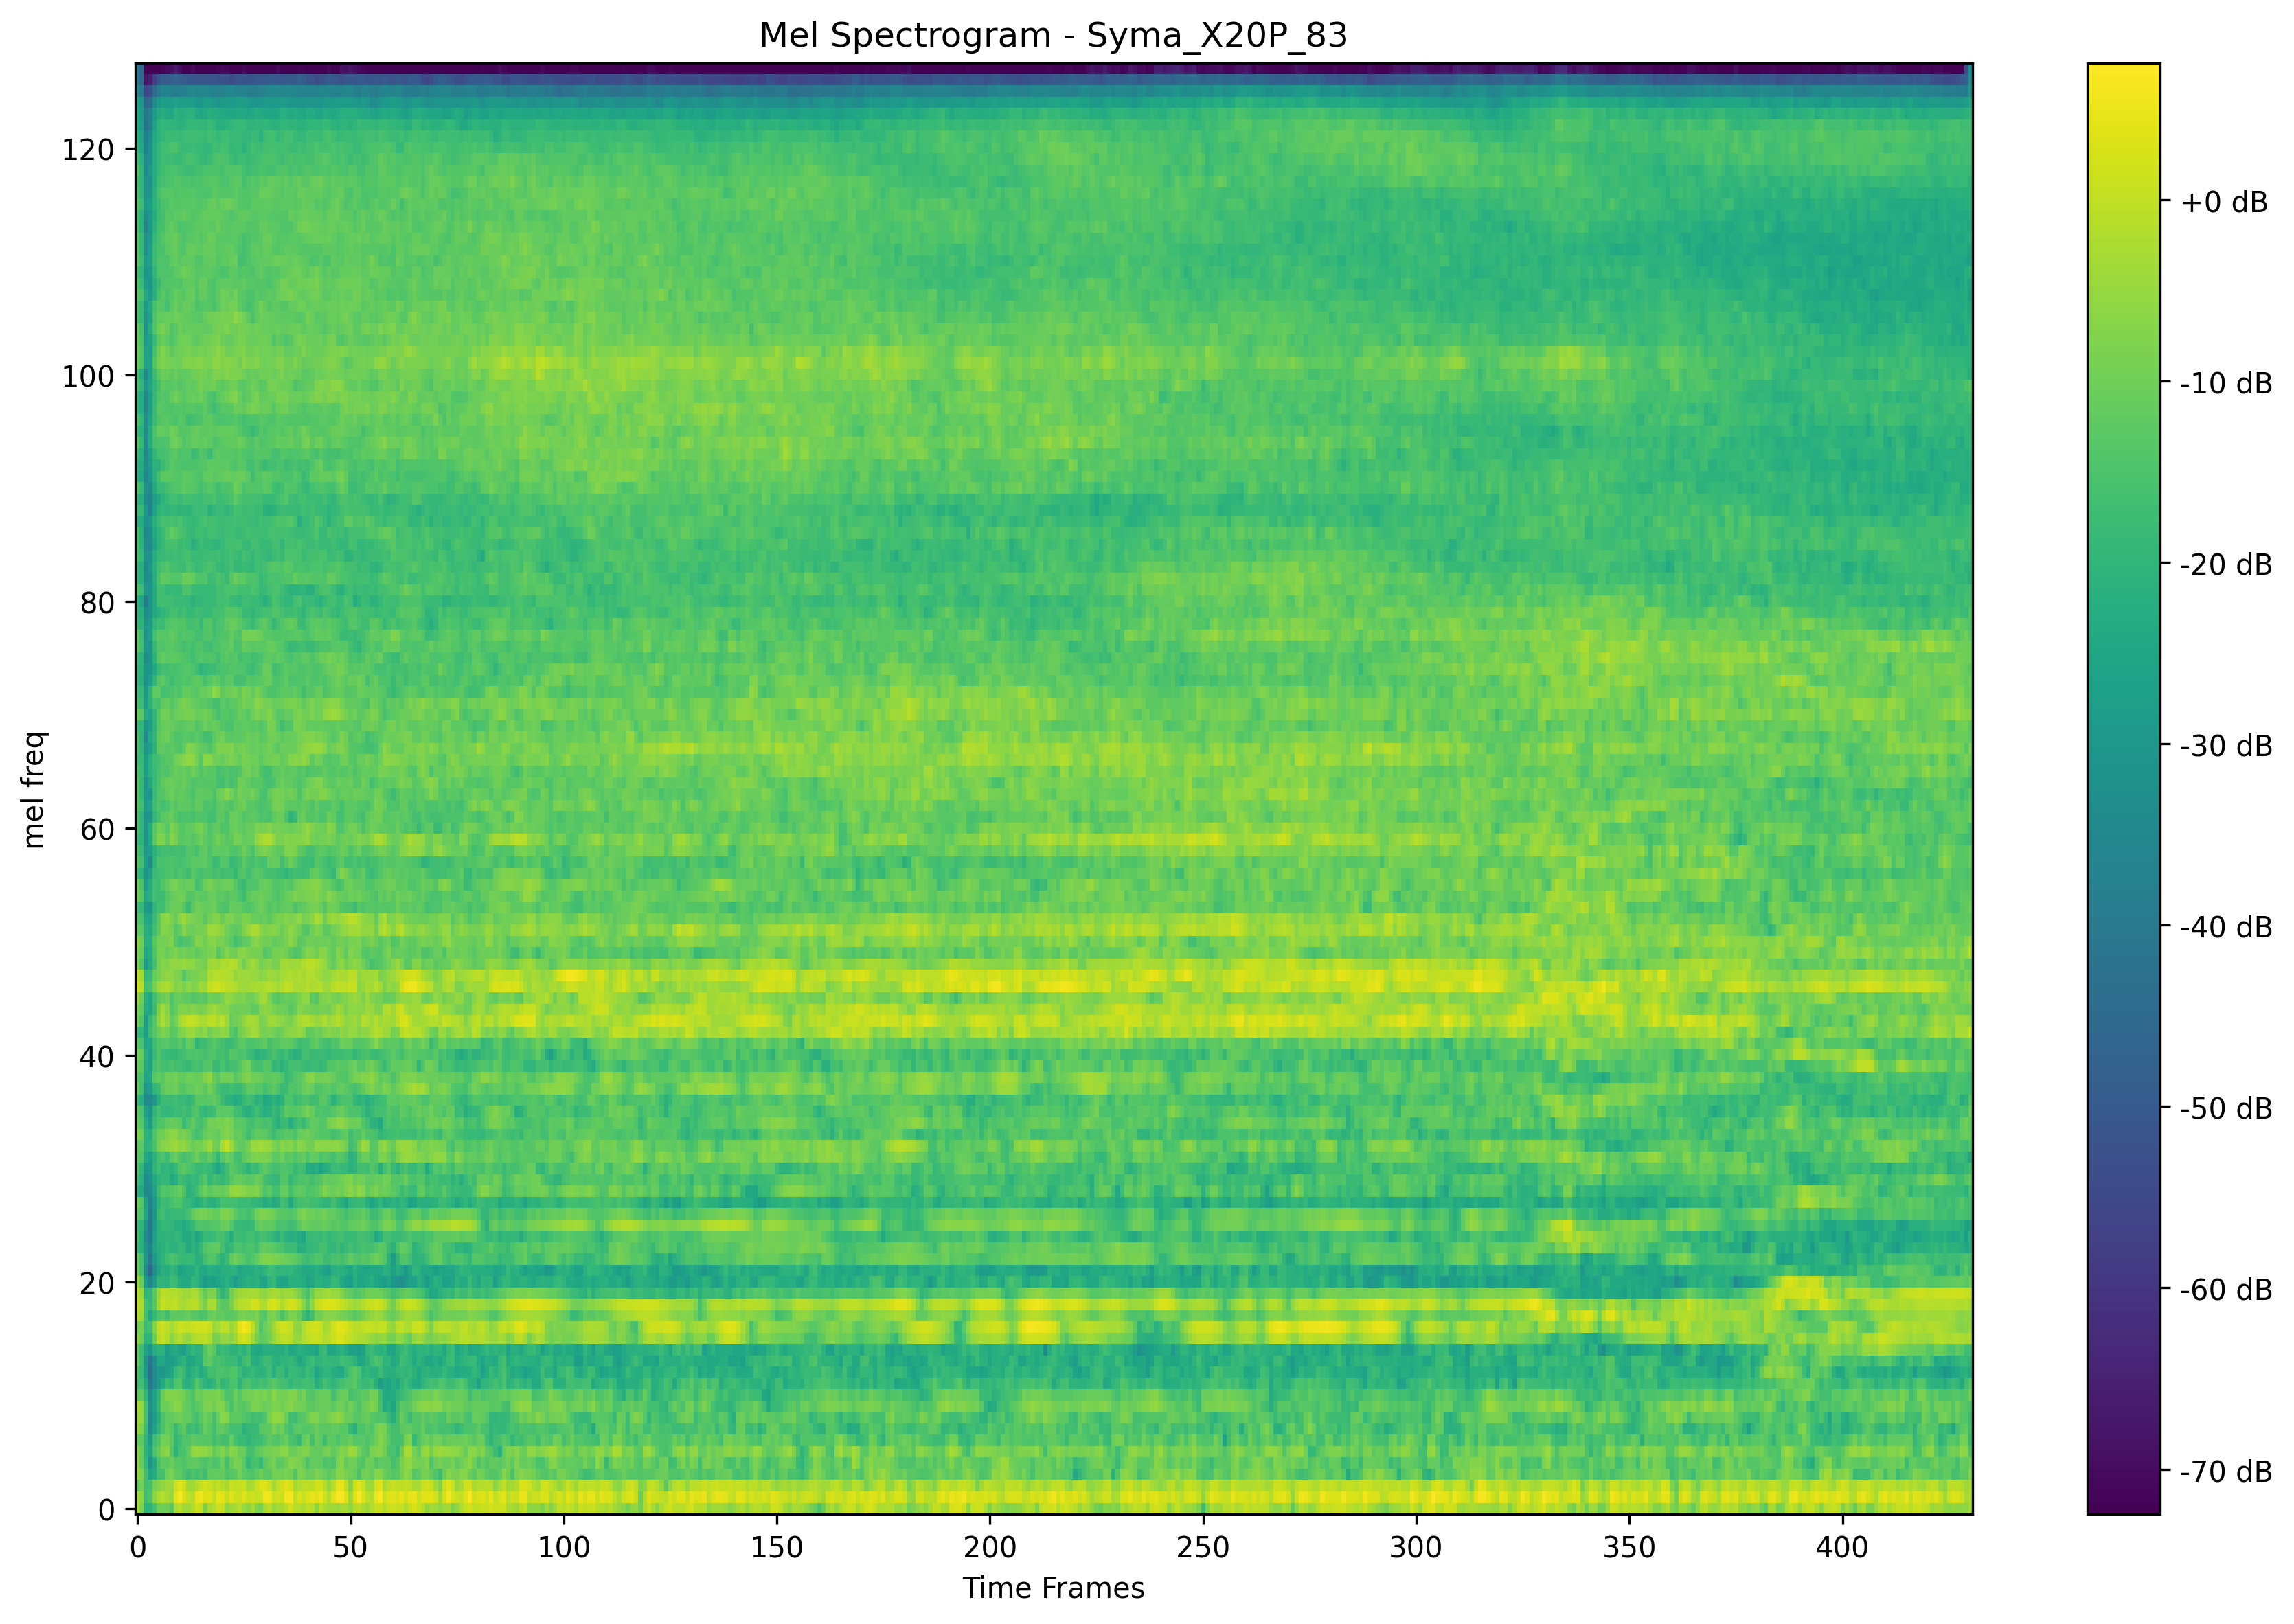 Mel Spectrogram - Syma_X20P_83
mel freq
120
100
80
60
40
20
0
0 50 100 150 200 250 300 350 400
Time Frames
+0 dB
-10 dB
-20 dB
-30 dB
-40 dB
-50 dB
-60 dB
-70 dB